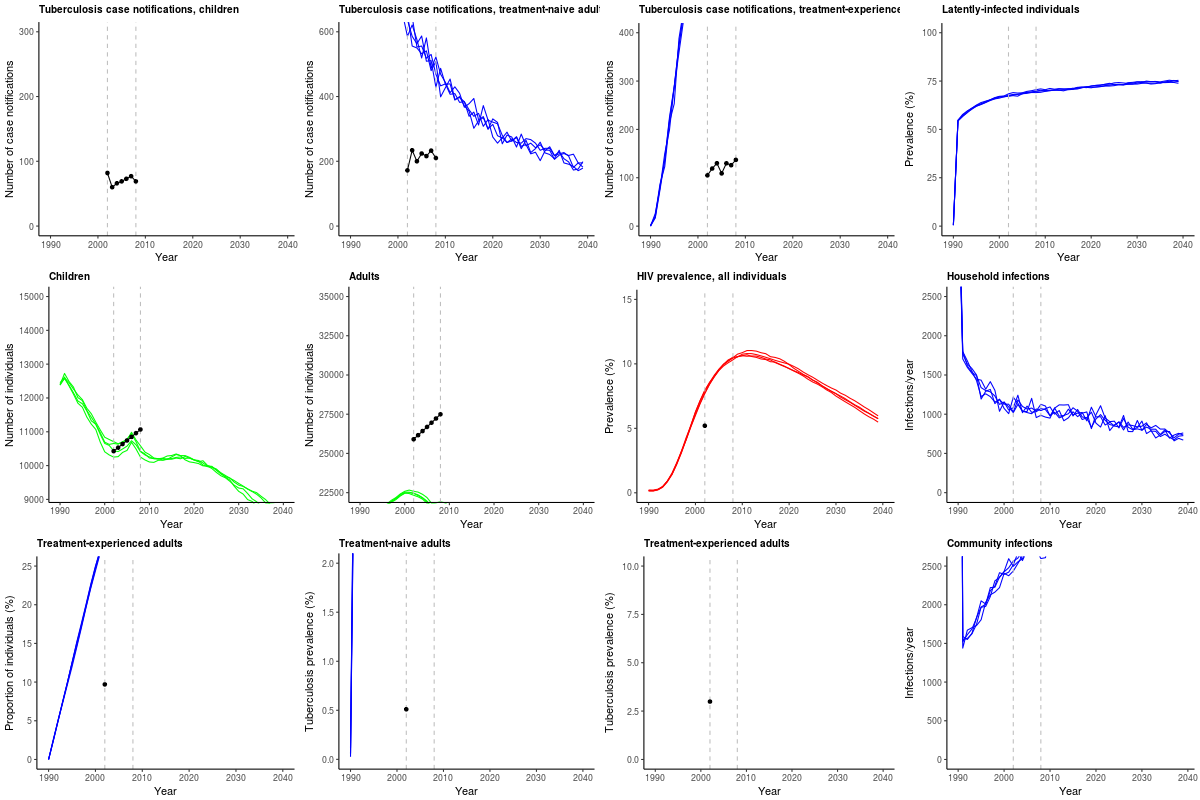 Tuberculosis case notifications, children
Number of case notifications
300
200
100
0
1990 2000 2010 2020 2030 2040
Year
Tuberculosis case notifications, treatment-naive adul
Number of case notifications
600
400
200
0
1990 2000 2010 2020 2030 2040
Year
Tuberculosis case notifications, treatment-experience
Number of case notifications
400
300
200
100
0
1990 2000 2010 2020 2030 2040
Year
Latently-infected individuals
Prevalence (%)
100
75
50
25
0
1990 2000 2010 2020 2030 2040
Year
Children
Number of individuals
15000
14000
13000
12000
11000
10000
9000
1990 2000 2010 2020 2030 2040
Year
Adults
Number of individuals
35000
32500
30000
27500
25000
22500
1990 2000 2010 2020 2030 2040
Year
HIV prevalence, all individuals
Prevalence (%)
15
10
5
0
1990 2000 2010 2020 2030 2040
Year
Household infections
Infections/year
2500
2000
1500
1000
500
0
1990 2000 2010 2020 2030 2040
Year
Treatment-experienced adults
Proportion of individuals (%)
25
20
15
10
5
0
1990 2000 2010 2020 2030 2040
Year
Treatment-naive adults
Tuberculosis prevalence (%)
2.0
1.5
1.0
0.5
0.0
1990 2000 2010 2020 2030 2040
Year
Treatment-experienced adults
Tuberculosis prevalence (%)
10.0
7.5
5.0
2.5
0.0
1990 2000 2010 2020 2030 2040
Year
Community infections
Infections/year
2500
2000
1500
1000
500
0
1990 2000 2010 2020 2030 2040
Year